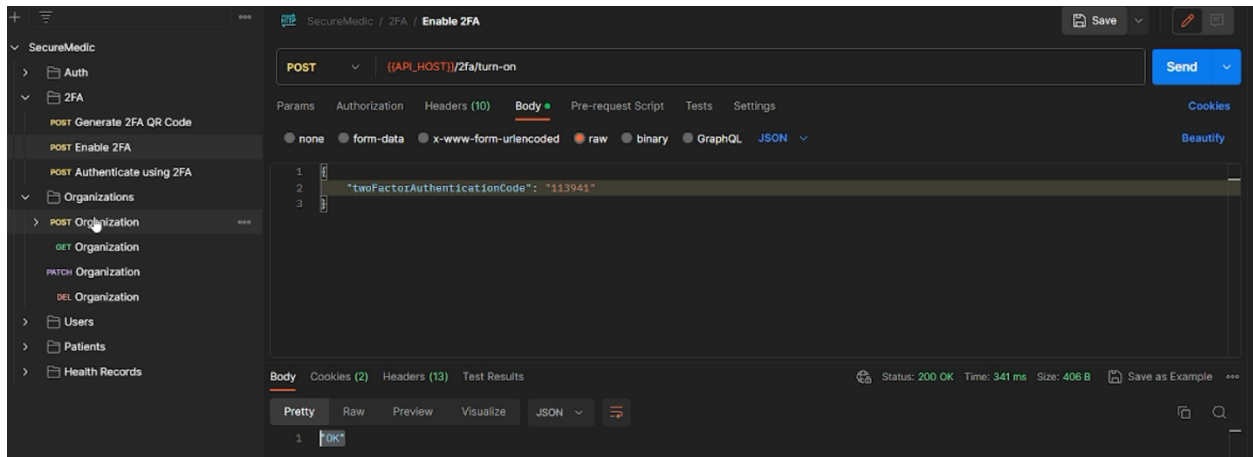 SecureMedic / 2FA / Enable 2FA
Save
SecureMedic
Auth
2FA
POST Generate 2FA QR Code
POST Enable 2FA
POST Authenticate using 2FA
Organizations
POST Organization
GET Organization
PATCH Organization
DEL Organization
Users
Patients
Health Records
POST {{API_HOST}}/2fa/turn-on Send
Params Authorization Headers (10) Body Pre-request Script Tests Settings Cookies
none form-data x-www-form-urlencoded raw binary GraphQL JSON Beautify
1 {
2 "twoFactorAuthenticationCode": "113941"
3 }
Body Cookies (2) Headers (13) Test Results Status: 200 OK Time: 341 ms Size: 406 B Save as Example
Pretty Raw Preview Visualize JSON
1 "OK"